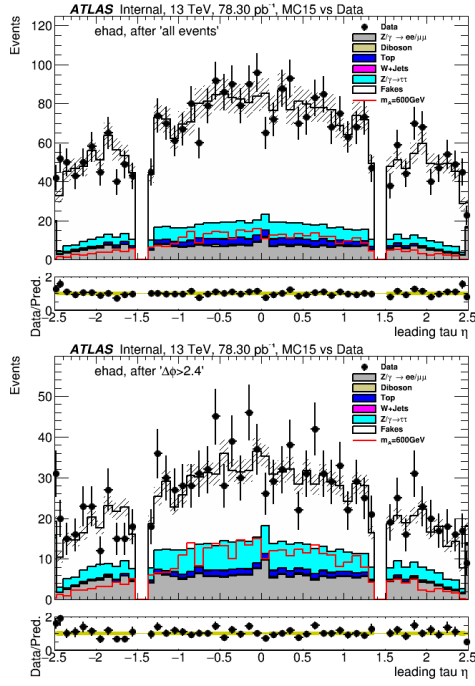 ATLAS Internal, 13 TeV, 78.30 pb⁻¹, MC15 vs Data
Events
ehad, after 'all events'
Data
Z/γ → ee/μμ
Diboson
Top
W+Jets
Z/γ→ττ
Fakes
m_A=600GeV
120
100
80
60
40
20
0
Data/Pred.
2
1
0
−2.5 −2 −1.5 −1 −0.5 0 0.5 1 1.5 2 2.5
leading tau η
ATLAS Internal, 13 TeV, 78.30 pb⁻¹, MC15 vs Data
Events
ehad, after 'Δϕ>2.4'
Data
Z/γ → ee/μμ
Diboson
Top
W+Jets
Z/γ→ττ
Fakes
m_A=600GeV
50
40
30
20
10
0
Data/Pred.
2
1
0
−2.5 −2 −1.5 −1 −0.5 0 0.5 1 1.5 2 2.5
leading tau η